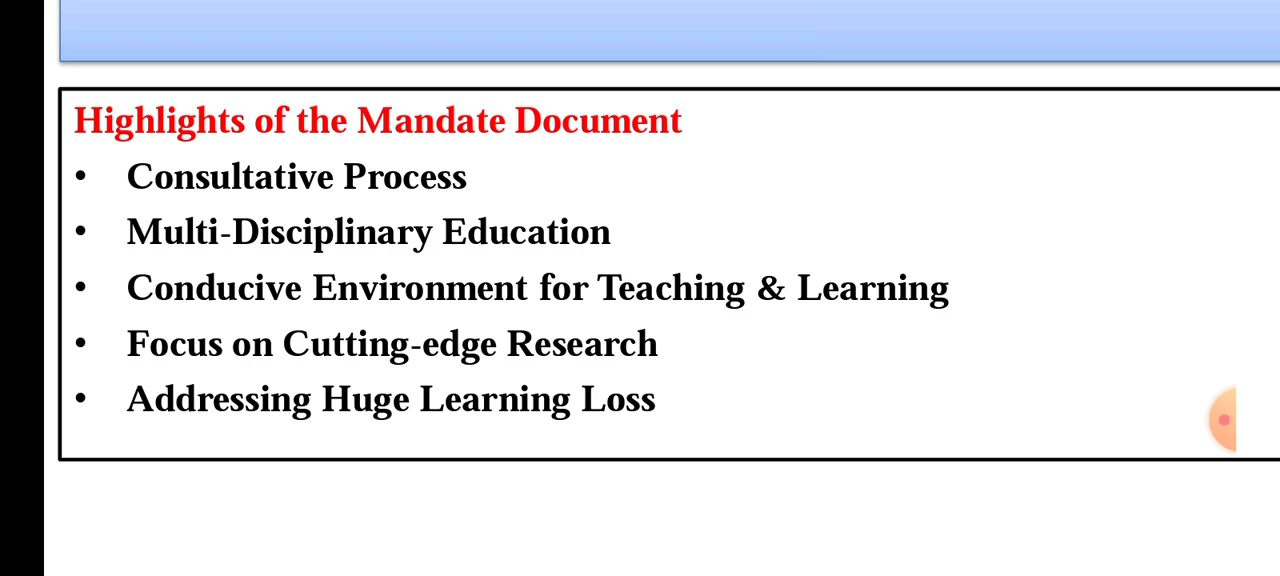 Highlights of the Mandate Document
• Consultative Process
• Multi-Disciplinary Education
• Conducive Environment for Teaching & Learning
• Focus on Cutting-edge Research
• Addressing Huge Learning Loss